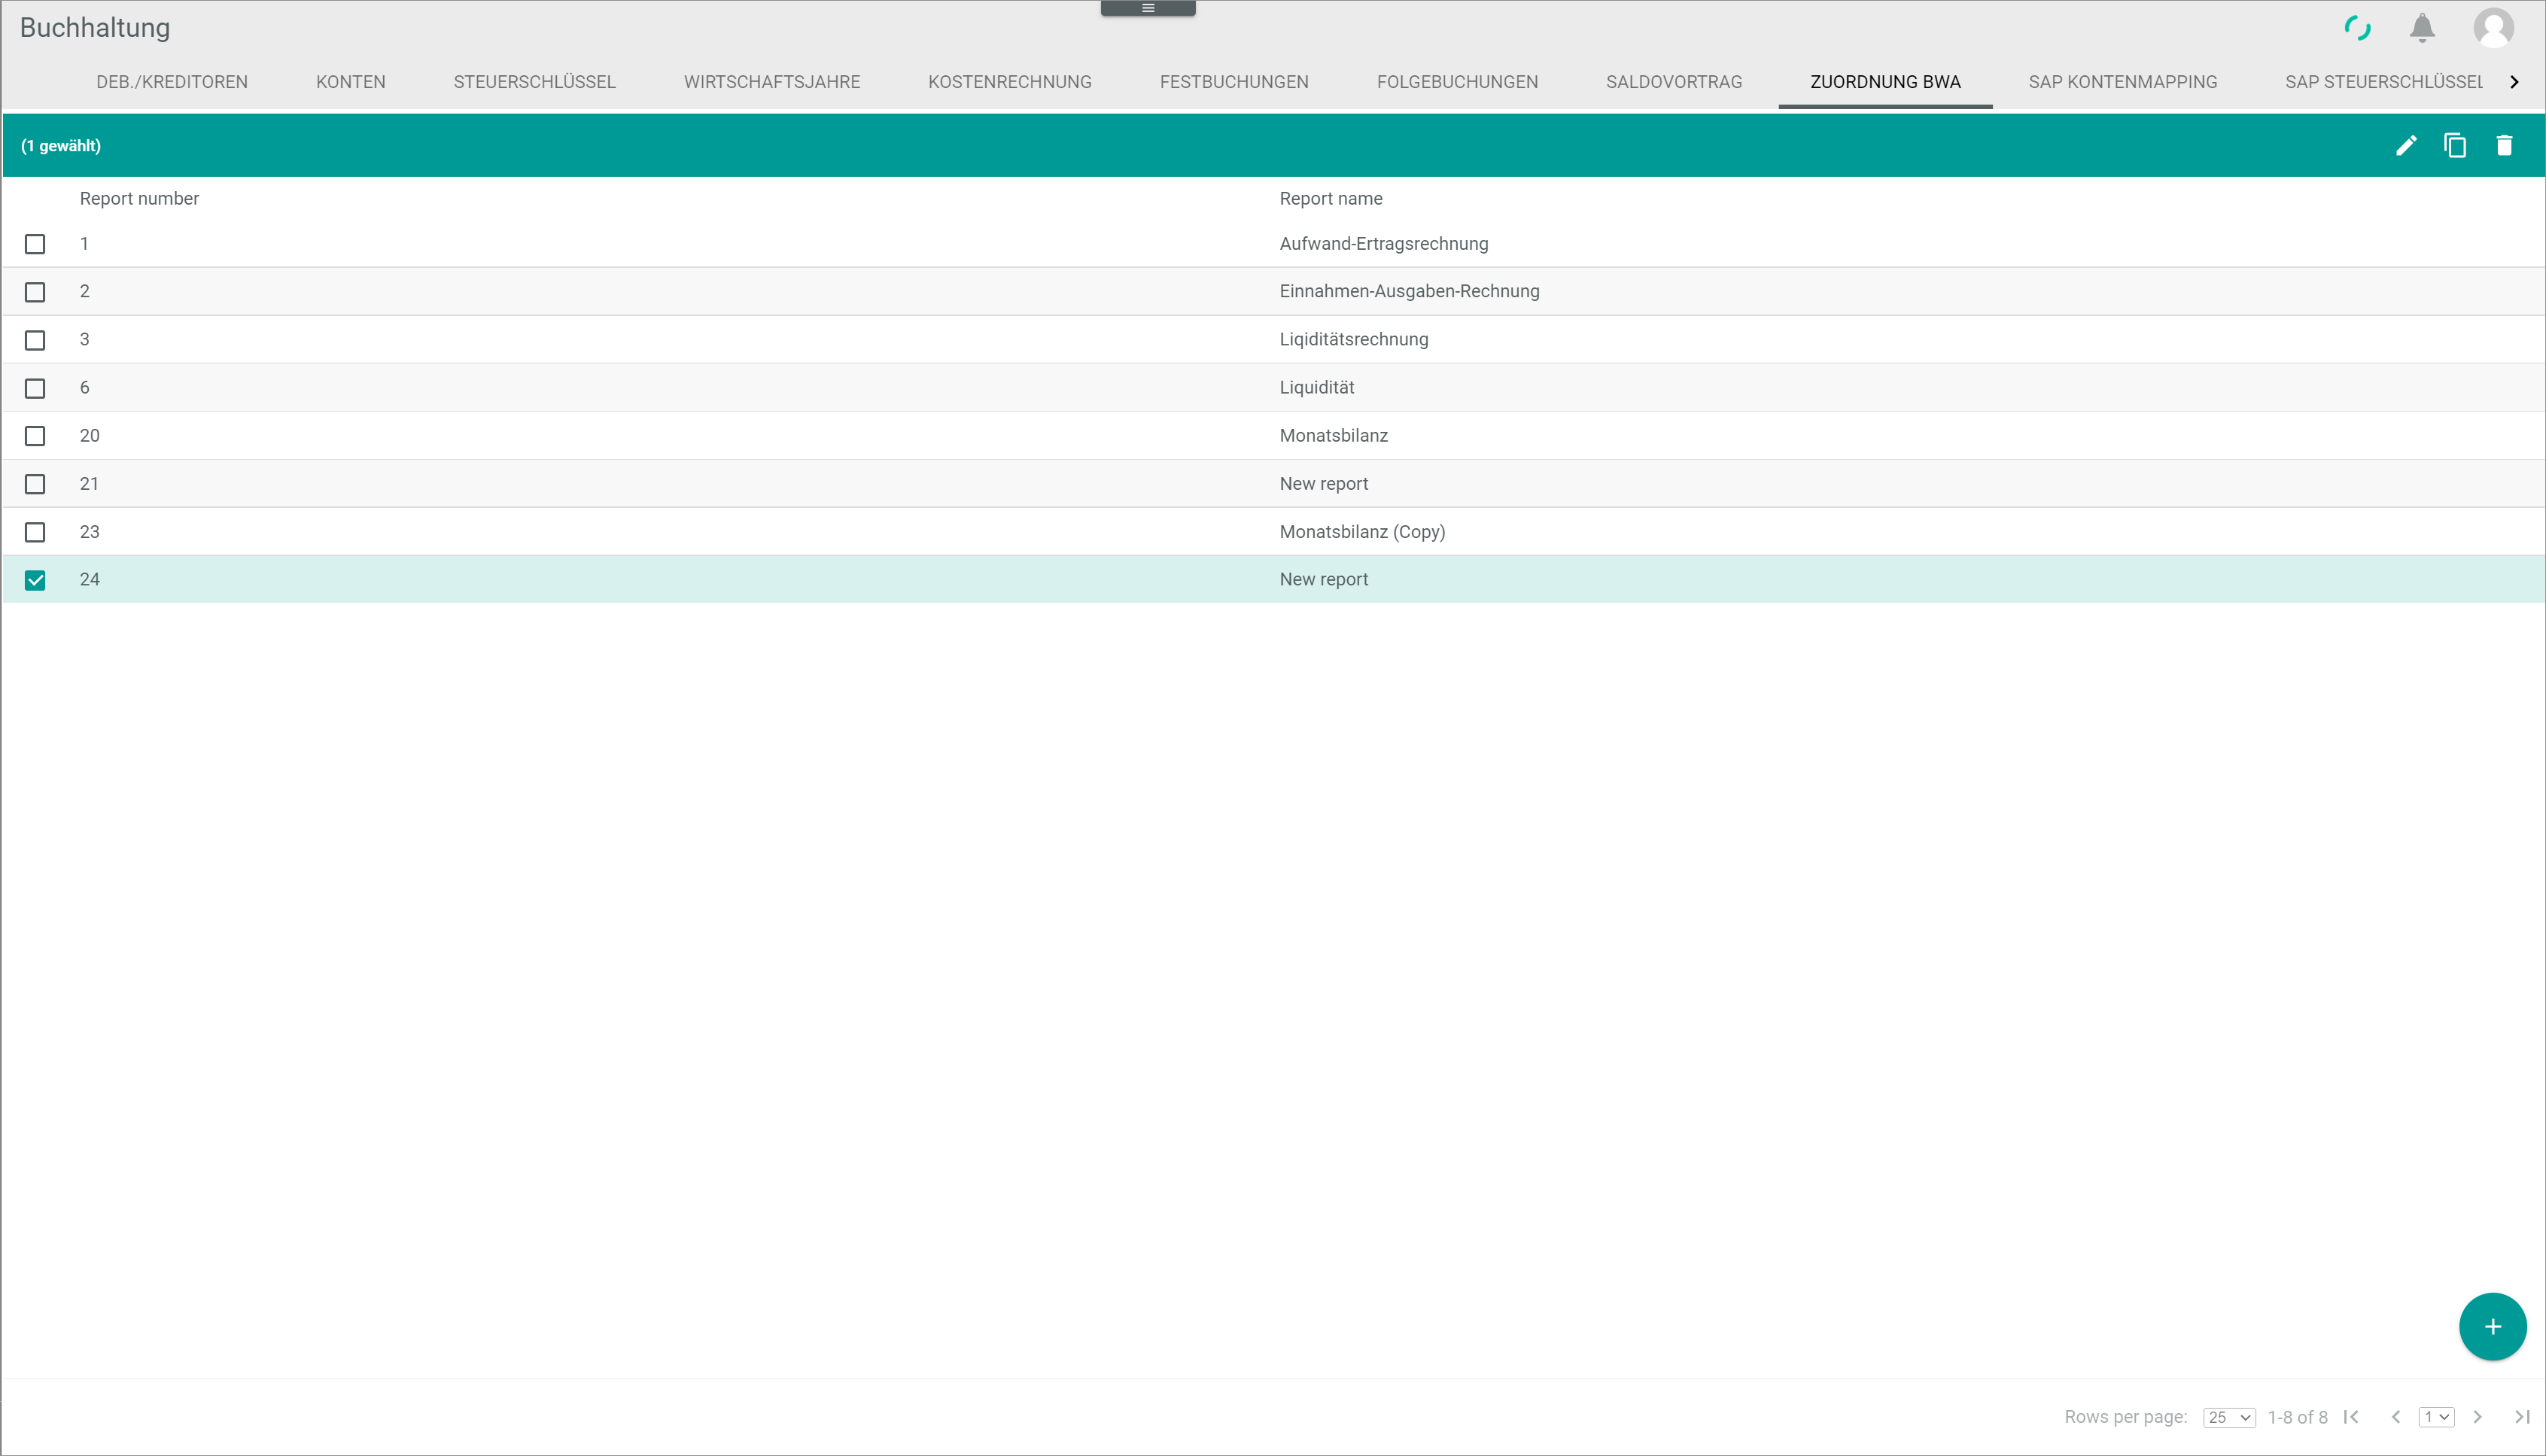 Buchhaltung
DEB./KREDITOREN KONTEN STEUERSCHLÜSSEL WIRTSCHAFTSJAHRE KOSTENRECHNUNG FESTBUCHUNGEN FOLGEBUCHUNGEN SALDOVORTRAG ZUORDNUNG BWA SAP KONTENMAPPING SAP STEUERSCHLÜSSEL
(1 gewählt)
Report number Report name
1 Aufwand-Ertragsrechnung
2 Einnahmen-Ausgaben-Rechnung
3 Liqiditätsrechnung
6 Liquidität
20 Monatsbilanz
21 New report
23 Monatsbilanz (Copy)
24 New report
Rows per page: 25 1-8 of 8 1